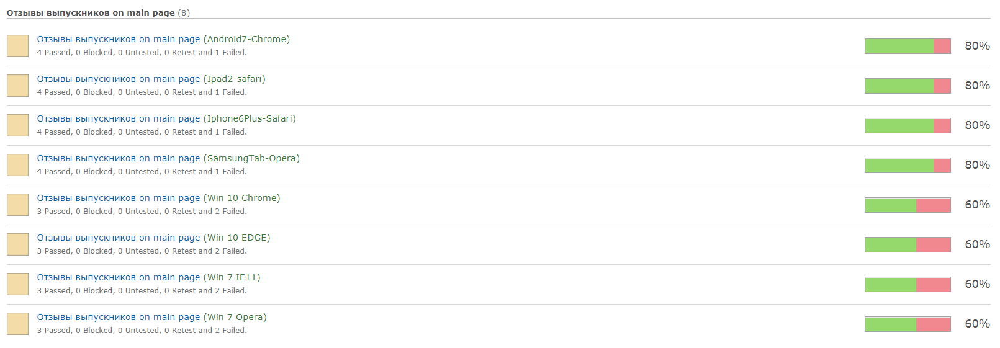 Отзывы выпускников on main page (8)
Отзывы выпускников on main page (Android7-Chrome)
4 Passed, 0 Blocked, 0 Untested, 0 Retest and 1 Failed.
80%
Отзывы выпускников on main page (Ipad2-safari)
4 Passed, 0 Blocked, 0 Untested, 0 Retest and 1 Failed.
80%
Отзывы выпускников on main page (Iphone6Plus-Safari)
4 Passed, 0 Blocked, 0 Untested, 0 Retest and 1 Failed.
80%
Отзывы выпускников on main page (SamsungTab-Opera)
4 Passed, 0 Blocked, 0 Untested, 0 Retest and 1 Failed.
80%
Отзывы выпускников on main page (Win 10 Chrome)
3 Passed, 0 Blocked, 0 Untested, 0 Retest and 2 Failed.
60%
Отзывы выпускников on main page (Win 10 EDGE)
3 Passed, 0 Blocked, 0 Untested, 0 Retest and 2 Failed.
60%
Отзывы выпускников on main page (Win 7 IE11)
3 Passed, 0 Blocked, 0 Untested, 0 Retest and 2 Failed.
60%
Отзывы выпускников on main page (Win 7 Opera)
3 Passed, 0 Blocked, 0 Untested, 0 Retest and 2 Failed.
60%